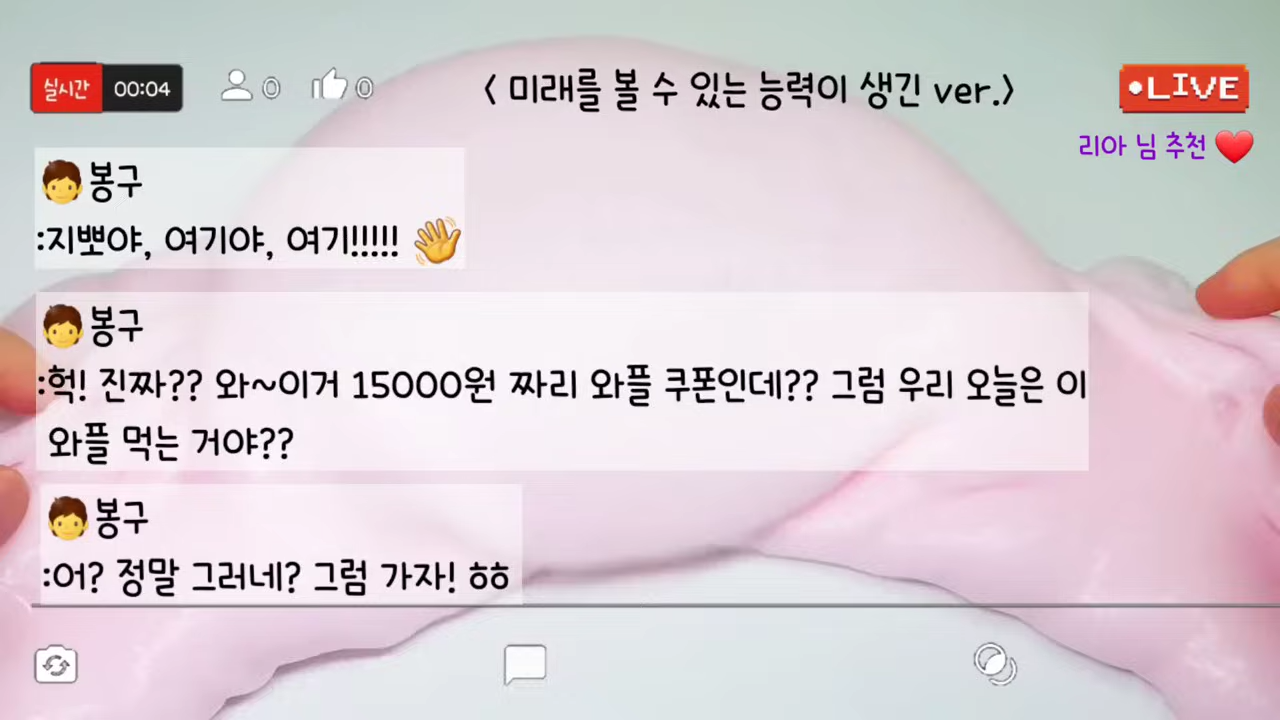 실시간 00:04 0 0
< 미래를 볼 수 있는 능력이 생긴 ver.>
LIVE
리아 님 추천
봉구
:지뽀야, 여기야, 여기!!!!!
봉구
:헉! 진짜?? 와~이거 15000원 짜리 와플 쿠폰인데?? 그럼 우리 오늘은 이
와플 먹는 거야??
봉구
:어? 정말 그러네? 그럼 가자! ㅎㅎ